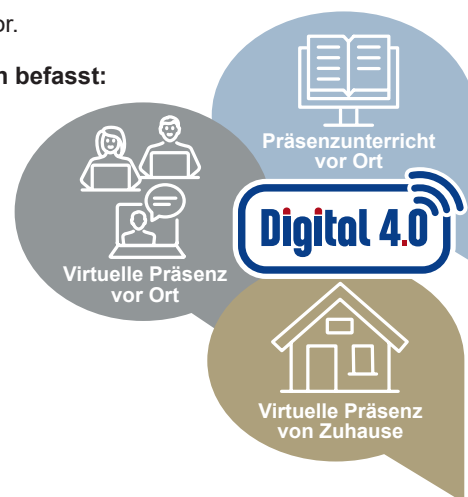 or.
befasst:
Präsenzunterricht
vor Ort
Digital 4.0
Virtuelle Präsenz
vor Ort
Virtuelle Präsenz
von Zuhause